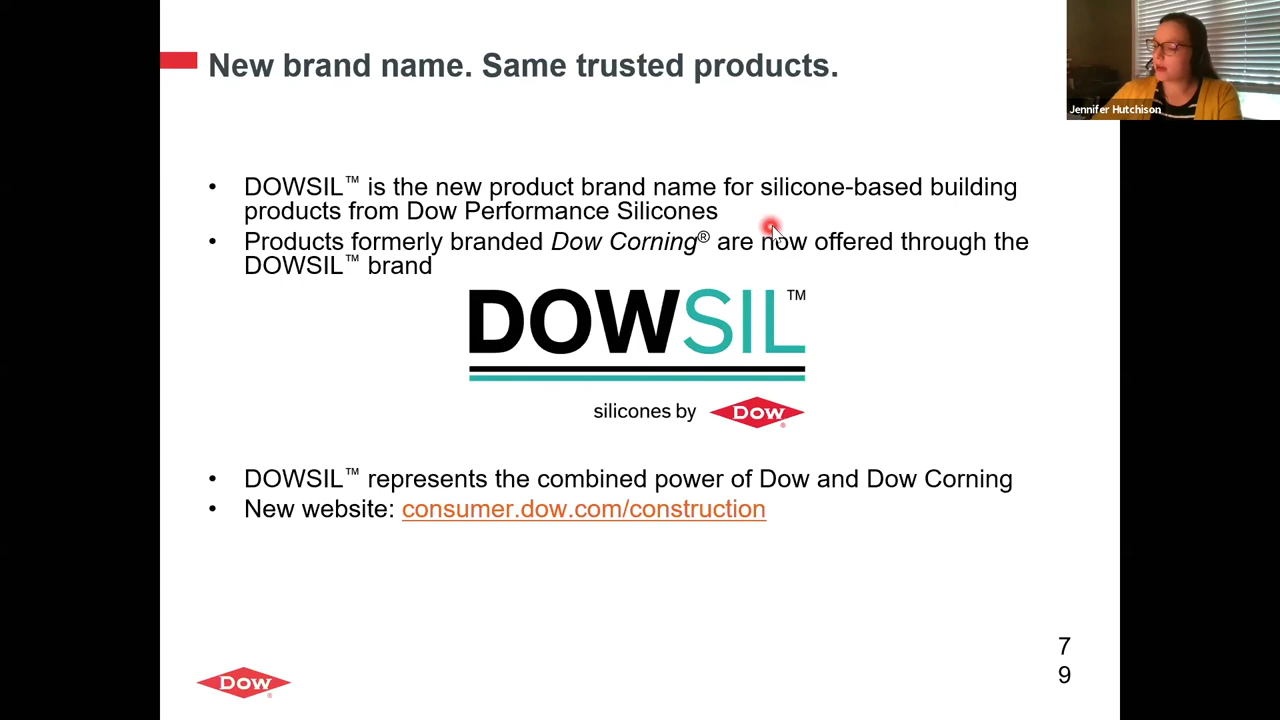 New brand name. Same trusted products.
Jennifer Hutchison
• DOWSIL™ is the new product brand name for silicone-based building
products from Dow Performance Silicones
• Products formerly branded Dow Corning® are now offered through the
DOWSIL™ brand
DOWSIL™
silicones by Dow®
• DOWSIL™ represents the combined power of Dow and Dow Corning
• New website: consumer.dow.com/construction
7
9
Dow®